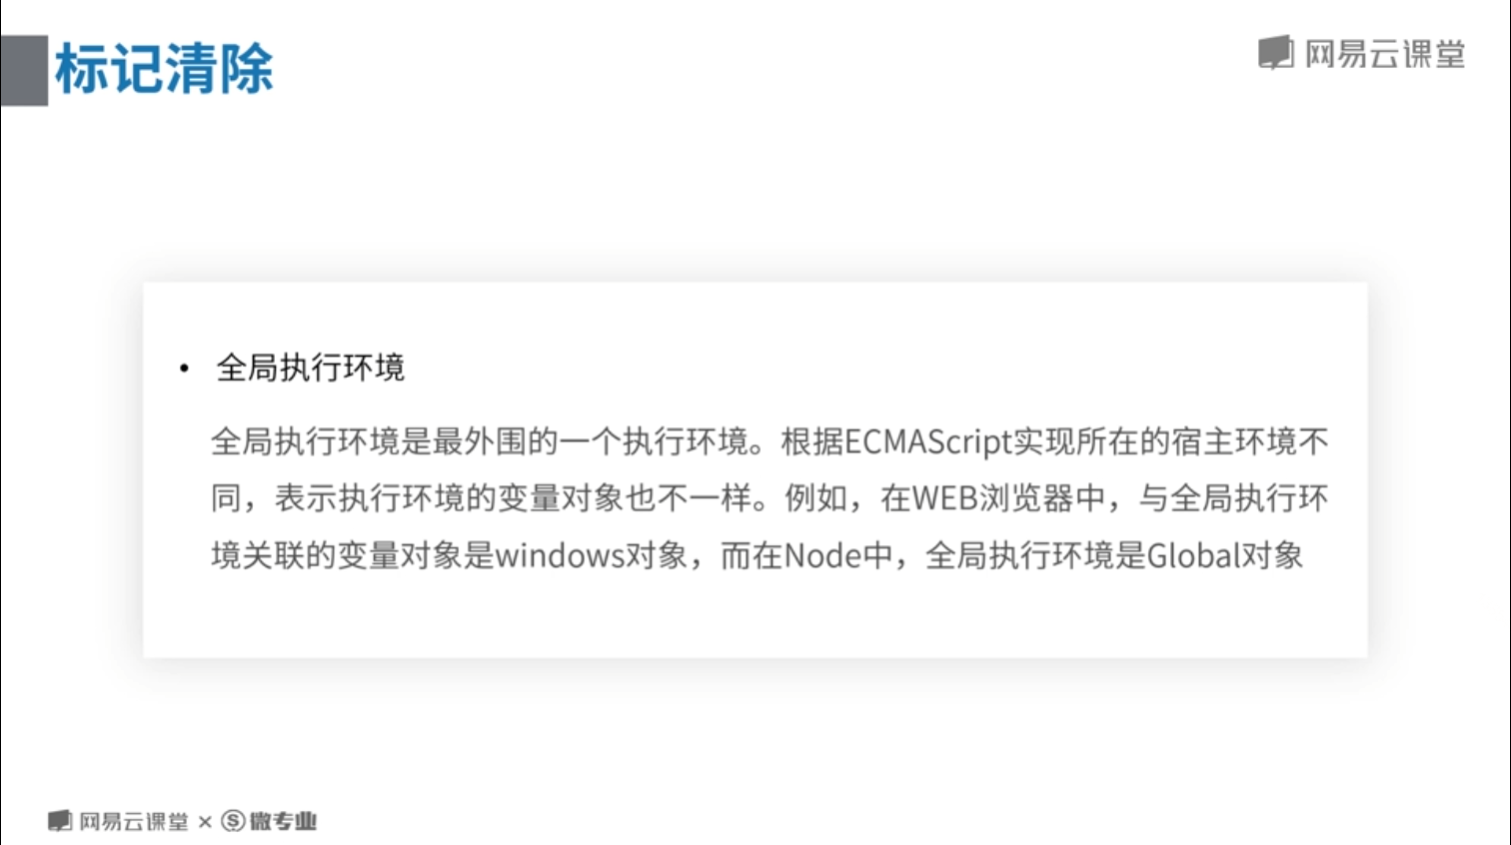 标记清除
网易云课堂
• 全局执行环境
全局执行环境是最外围的一个执行环境。根据ECMAScript实现所在的宿主环境不
同，表示执行环境的变量对象也不一样。例如，在WEB浏览器中，与全局执行环
境关联的变量对象是windows对象，而在Node中，全局执行环境是Global对象
网易云课堂 × S 微专业